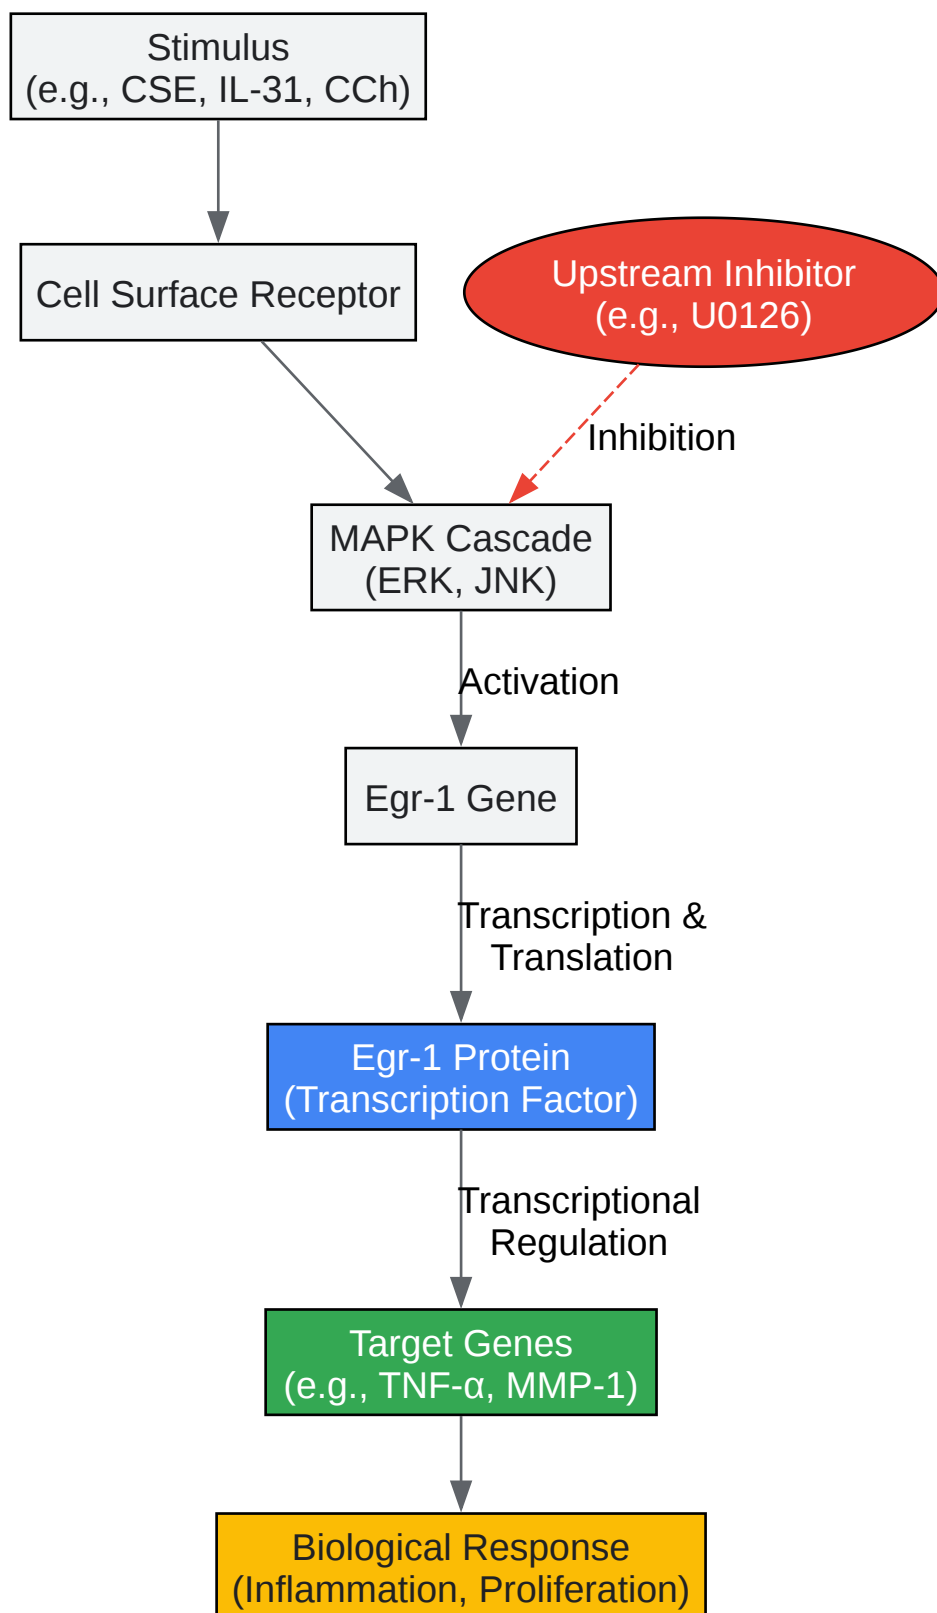 Stimulus
(e.g., CSE, IL-31, CCh)
Cell Surface Receptor
Upstream Inhibitor
(e.g., U0126)
Inhibition
MAPK Cascade
(ERK, JNK)
Activation
Egr-1 Gene
Transcription &
Translation
Egr-1 Protein
(Transcription Factor)
Transcriptional
Regulation
Target Genes
(e.g., TNF-α, MMP-1)
Biological Response
(Inflammation, Proliferation)